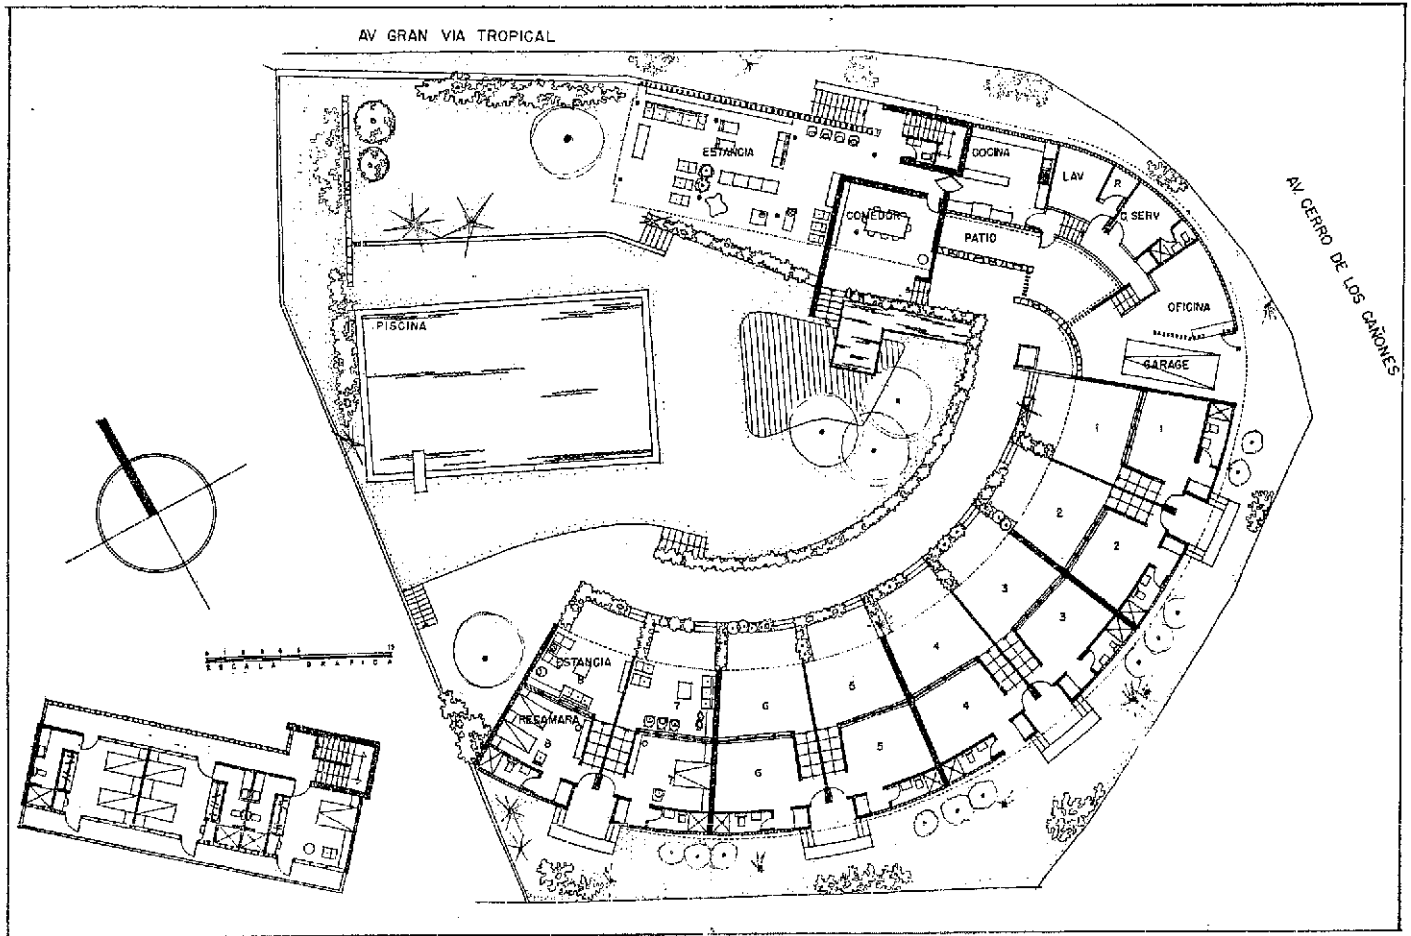 AV GRAN VIA TROPICAL
AV. CERRO DE LOS CAÑONES
ESTANCIA
COCINA
LAV
R
C SERV
COMEDOR
PATIO
OFICINA
GARAGE
PISCINA
1
1
2
2
3
3
4
4
5
5
6
6
7
7
ESTANCIA
8
RECAMARA
8
ESCALA GRAFICA